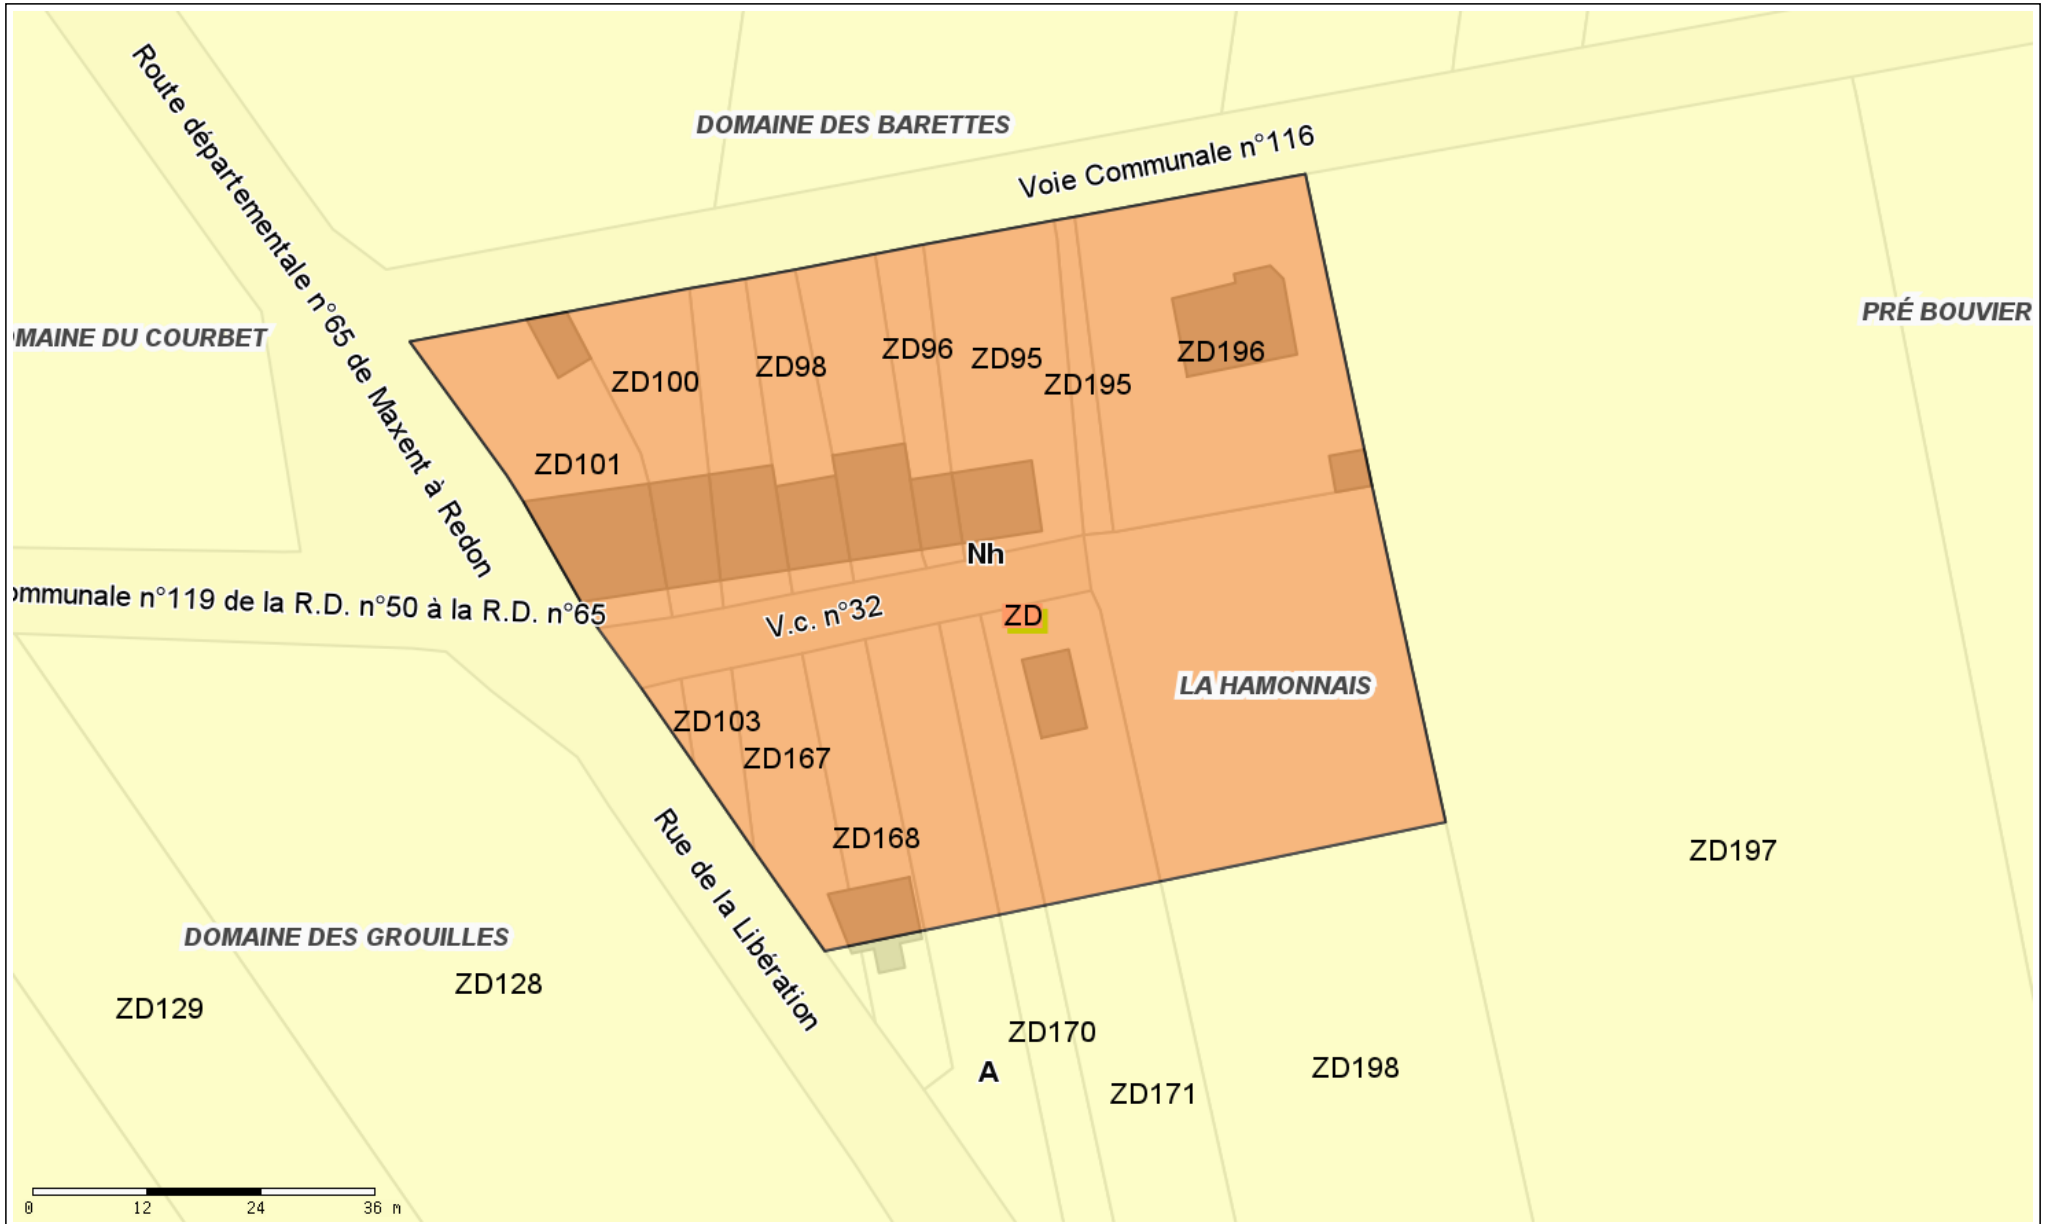 Route départementale n°65 de Maxent à Redon
DOMAINE DES BARETTES
Voie Communale n°116
MAINE DU COURBET
PRÉ BOUVIER
ZD96
ZD95
ZD196
ZD98
ZD100
ZD195
ZD101
Nh
ommunale n°119 de la R.D. n°50 à la R.D. n°65
V.c. n°32
ZD
LA HAMONNAIS
ZD103
ZD167
ZD168
ZD197
Rue de la Libération
DOMAINE DES GROUILLES
ZD128
ZD129
ZD170
A
ZD171
ZD198
0 12 24 36 m